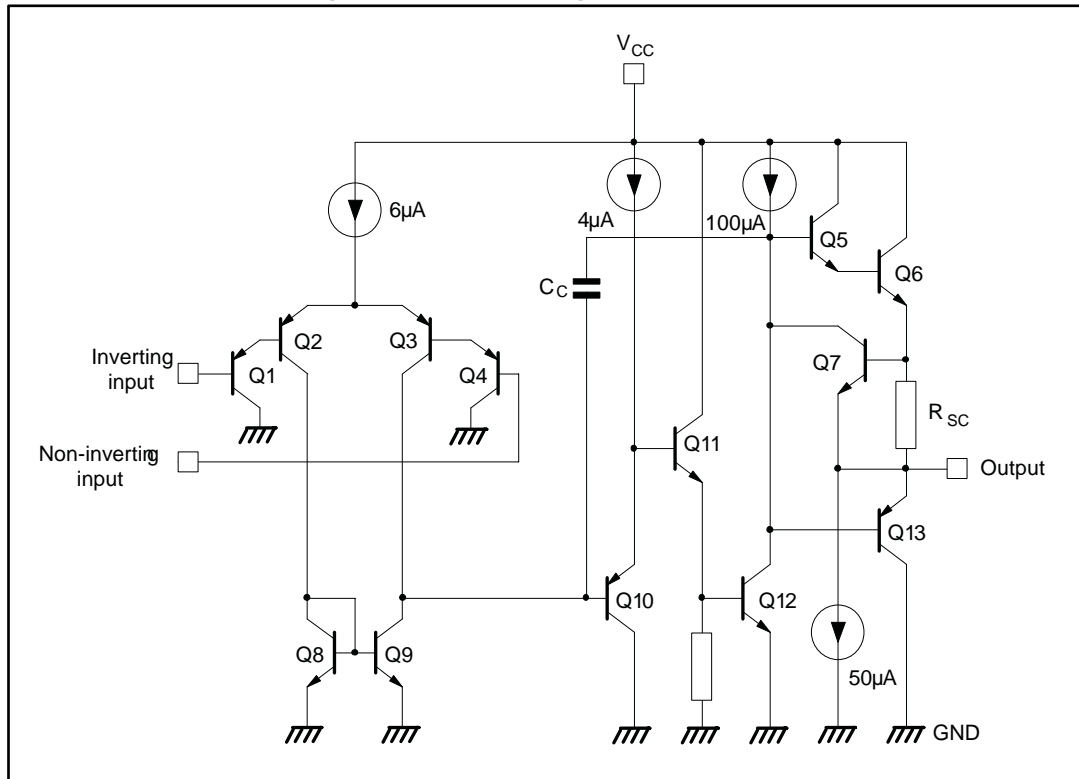 VCC
6µA
4µA
100µA
Q5
Q6
CC
Q2
Q3
Q7
Inverting
input
Q1
Q4
RSC
Non-inverting
input
Q11
Output
Q13
Q10
Q12
Q8
Q9
50µA
GND